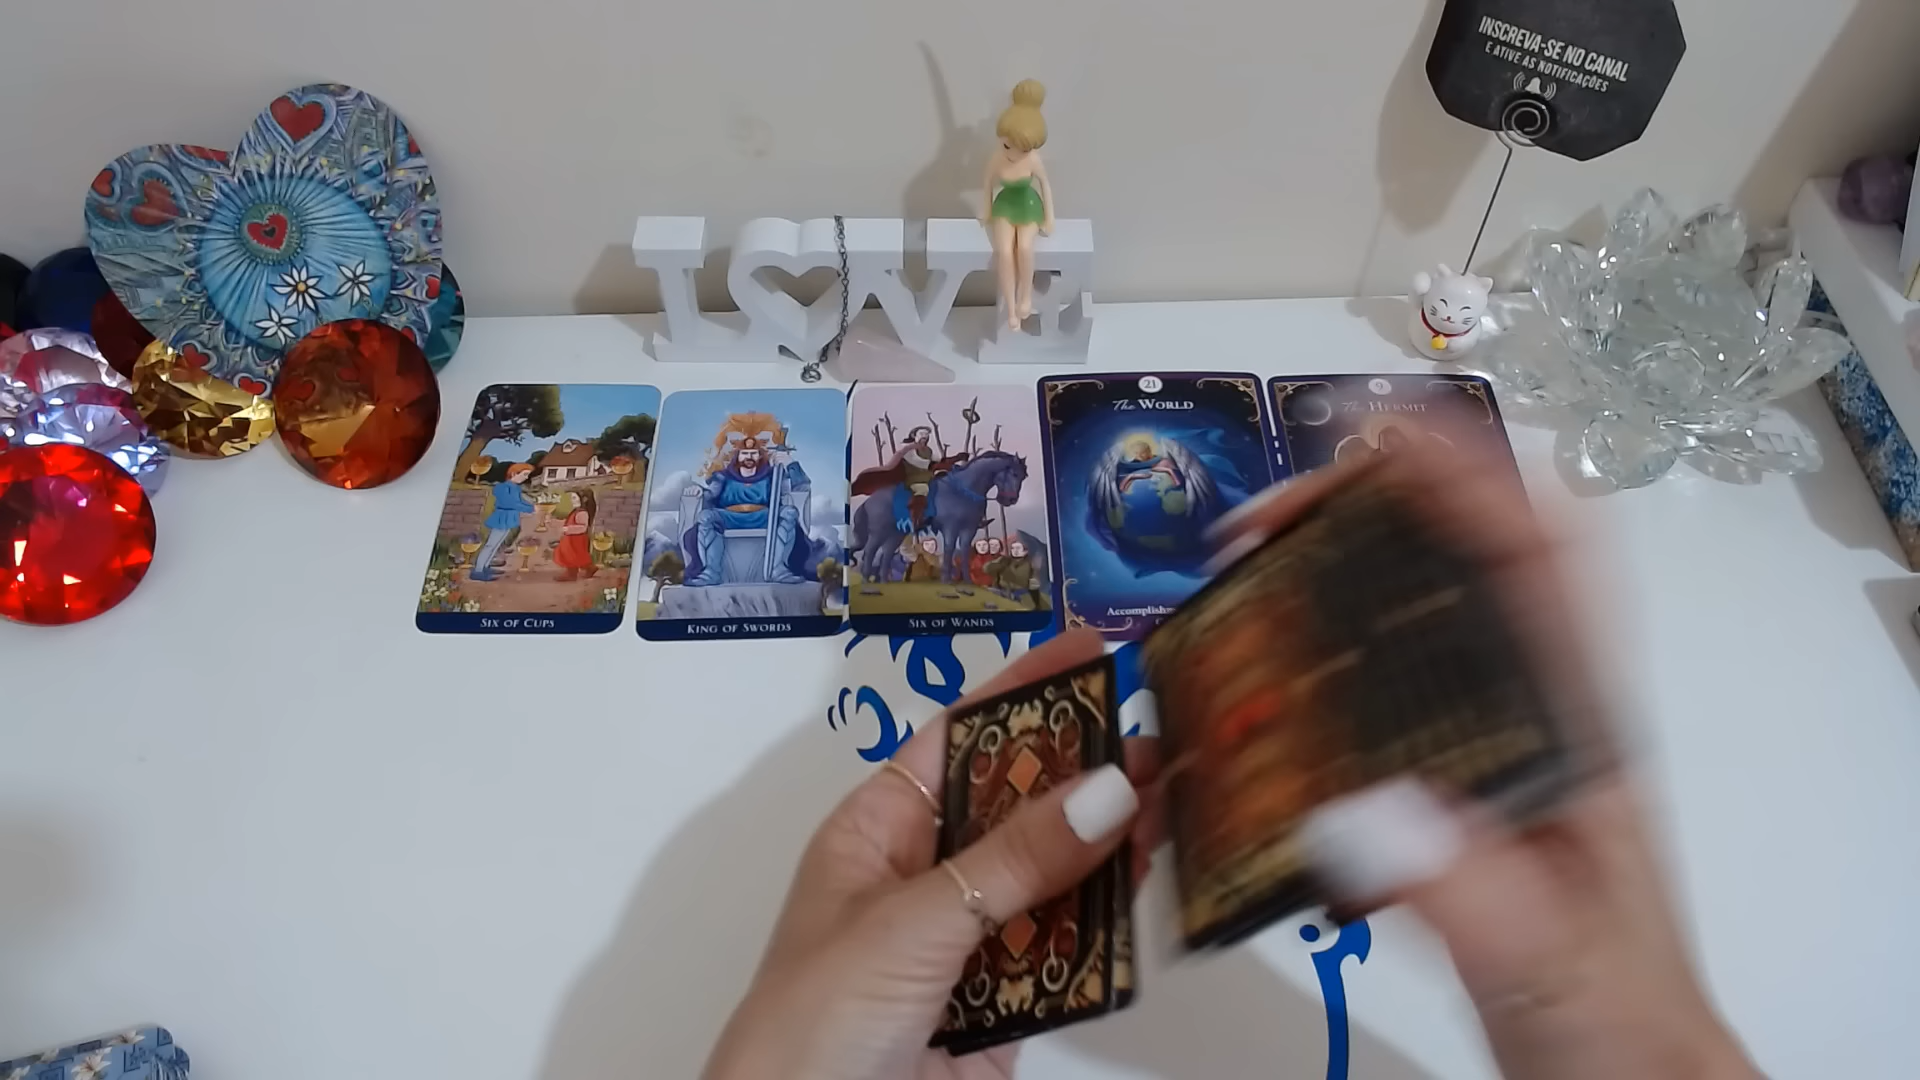 INSCREVA-SE NO CANAL
E ATIVE AS NOTIFICAÇÕES
LOVE
21
The WORLD
9
The HERMIT
SIX OF CUPS
KING OF SWORDS
SIX OF WANDS